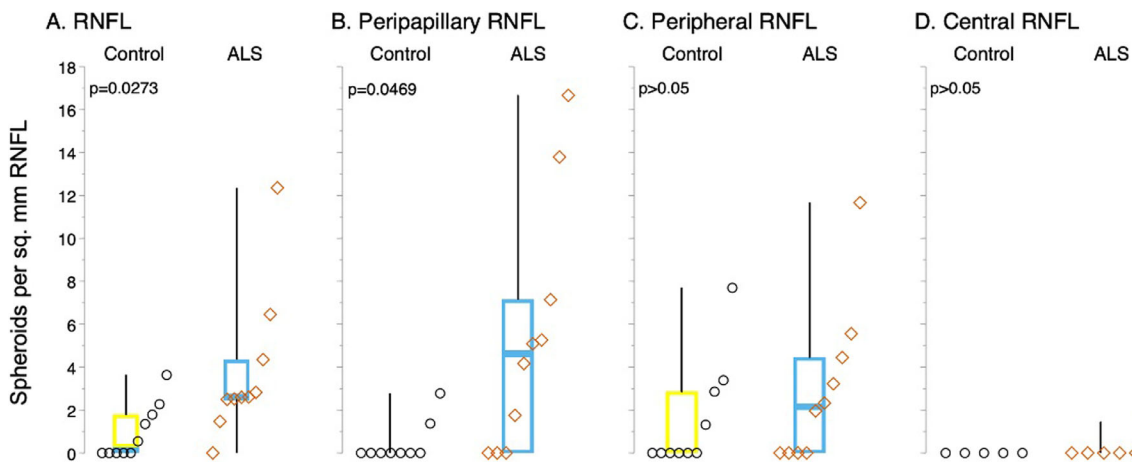 A. RNFL
B. Peripapillary RNFL
C. Peripheral RNFL
D. Central RNFL
Control
ALS
Control
ALS
Control
ALS
Control
ALS
p=0.0273
p=0.0469
p>0.05
p>0.05
Spheroids per sq. mm RNFL
18
16
14
12
10
8
6
4
2
0